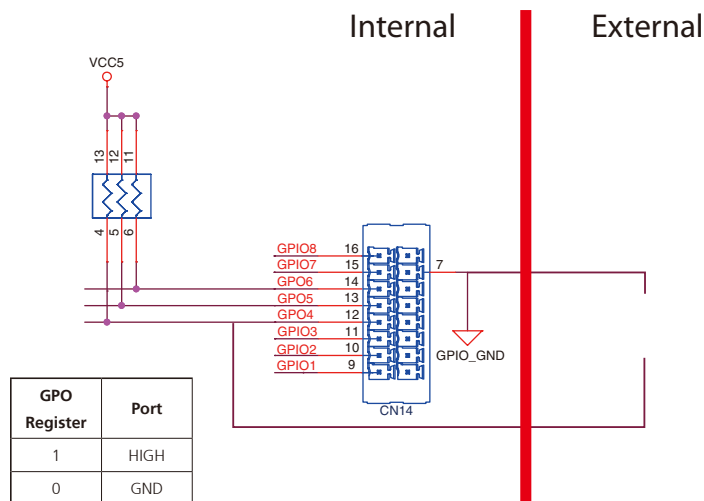 Internal
External
VCC5
13
12
11
4
5
6
GPIO8
16
GPIO7
15
7
GPO6
14
GPO5
13
GPO4
12
GPIO3
11
GPIO2
10
GPIO_GND
GPIO1
9
CN14
GPO
Register
Port
1
HIGH
0
GND